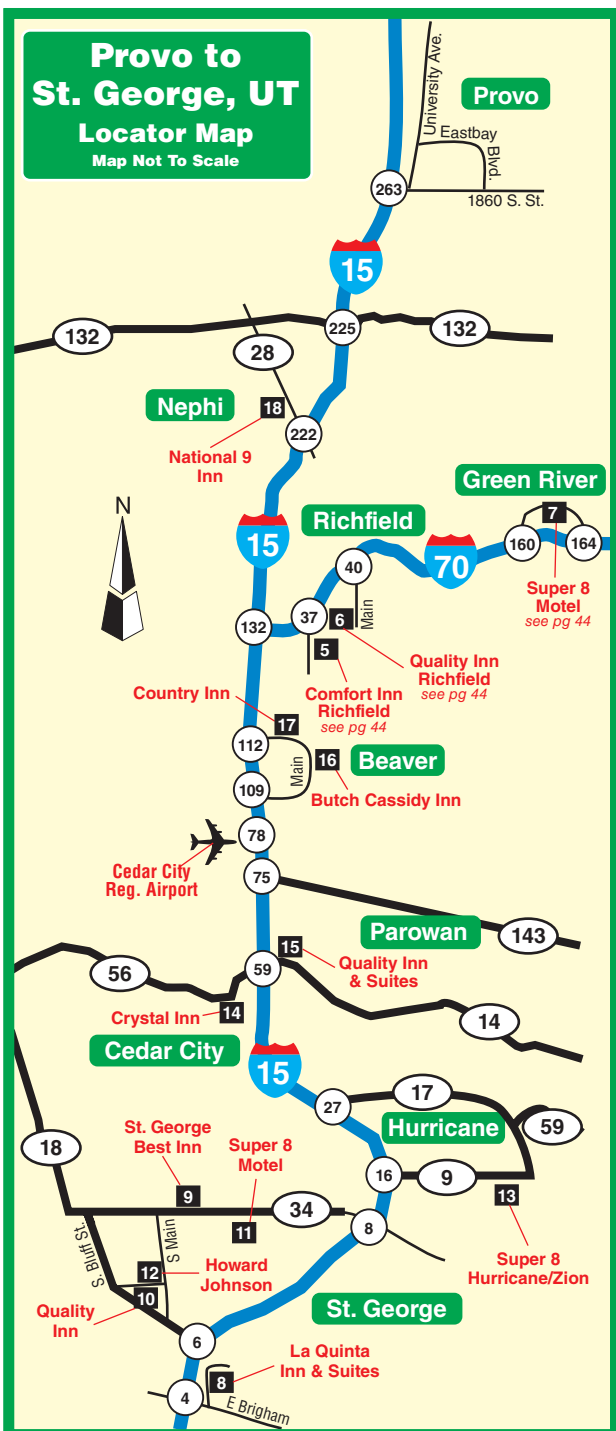 Provo to
St. George, UT
Locator Map
Map Not To Scale
University Ave.
Provo
Eastbay
Blvd.
263
1860 S. St.
15
132
225
132
28
Nephi
18
222
National 9
Inn
Green River
7
N
15
Richfield
70
160
164
40
Super 8
Motel
see pg 44
132
37
6
Main
5
Quality Inn
Richfield
see pg 44
Country Inn
Comfort Inn
Richfield
see pg 44
17
112
Main
16
Beaver
109
Butch Cassidy Inn
78
Cedar City
Reg. Airport
75
Parowan
143
15
56
59
Quality Inn
& Suites
Crystal Inn
14
14
Cedar City
15
27
17
Hurricane
59
18
St. George
Best Inn
Super 8
Motel
16
9
9
34
13
11
8
S. Bluff St.
S Main
Super 8
Hurricane/Zion
12
Howard
Johnson
10
Quality
Inn
St. George
6
La Quinta
Inn & Suites
8
4
E Brigham